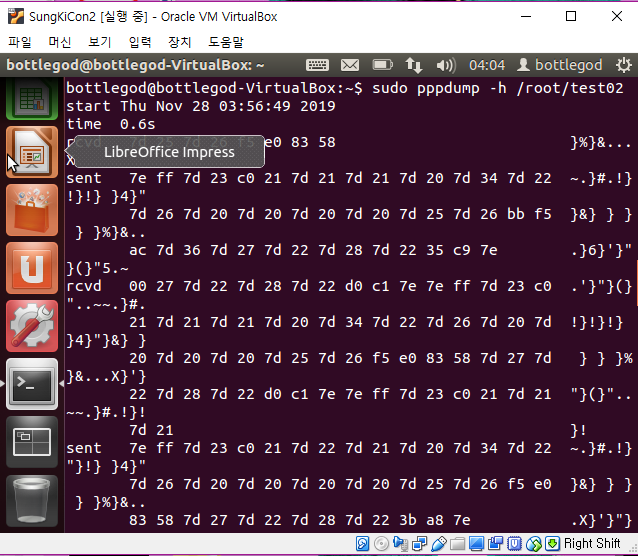 SungKiCon2 [실행 중] - Oracle VM VirtualBox
파일 머신 보기 입력 장치 도움말
bottlegod@bottlegod-VirtualBox: ~ 04:04 bottlegod
bottlegod@bottlegod-VirtualBox:~$ sudo pppdump -h /root/test02
start Thu Nov 28 03:56:49 2019
time 0.6s
rcvd 7d 25 7d 26 f5 e0 83 58 }%}&...
X
LibreOffice Impress
sent 7e ff 7d 23 c0 21 7d 21 7d 21 7d 20 7d 34 7d 22 ~.}#.!}
!}!} }4}"
7d 26 7d 20 7d 20 7d 20 7d 20 7d 25 7d 26 bb f5 }&} } }
} }%}&..
ac 7d 36 7d 27 7d 22 7d 28 7d 22 35 c9 7e .}6}'}"
}(}"5.~
rcvd 00 27 7d 22 7d 28 7d 22 d0 c1 7e 7e ff 7d 23 c0 .'}"}(}
"..~~.}#.
21 7d 21 7d 21 7d 20 7d 34 7d 22 7d 26 7d 20 7d !}!}!}
}4}"}&} }
20 7d 20 7d 20 7d 25 7d 26 f5 e0 83 58 7d 27 7d } } }%
}&...X}'}
22 7d 28 7d 22 d0 c1 7e 7e ff 7d 23 c0 21 7d 21 "}(}"..
~~.}#.!}!
7d 21 }!
sent 7e ff 7d 23 c0 21 7d 22 7d 21 7d 20 7d 34 7d 22 ~.}#.!}
"}!} }4}"
7d 26 7d 20 7d 20 7d 20 7d 20 7d 25 7d 26 f5 e0 }&} } }
} }%}&..
83 58 7d 27 7d 22 7d 28 7d 22 3b a8 7e .X}'}"}
Right Shift